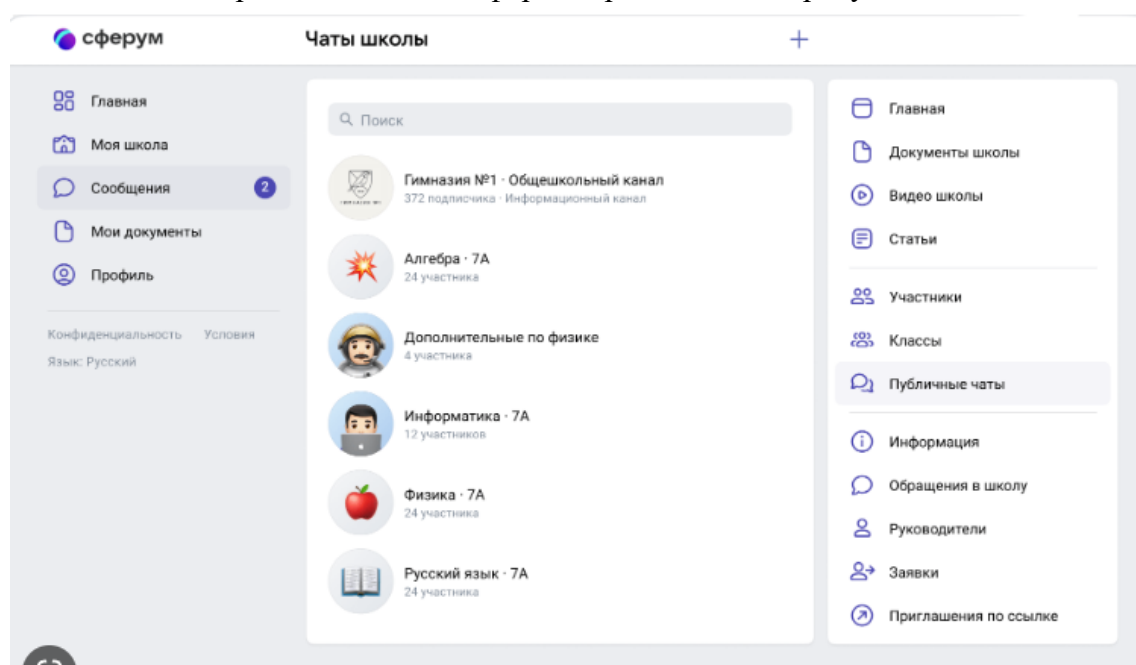 сферум
Чаты школы
Главная
Моя школа
Сообщения 2
Мои документы
Профиль
Конфиденциальность Условия
Язык: Русский
Поиск
Гимназия №1 · Общешкольный канал
372 подписчика · Информационный канал
Алгебра · 7А
24 участника
Дополнительные по физике
4 участника
Информатика · 7А
12 участников
Физика · 7А
24 участника
Русский язык · 7А
24 участника
Главная
Документы школы
Видео школы
Статьи
Участники
Классы
Публичные чаты
Информация
Обращения в школу
Руководители
Заявки
Приглашения по ссылке